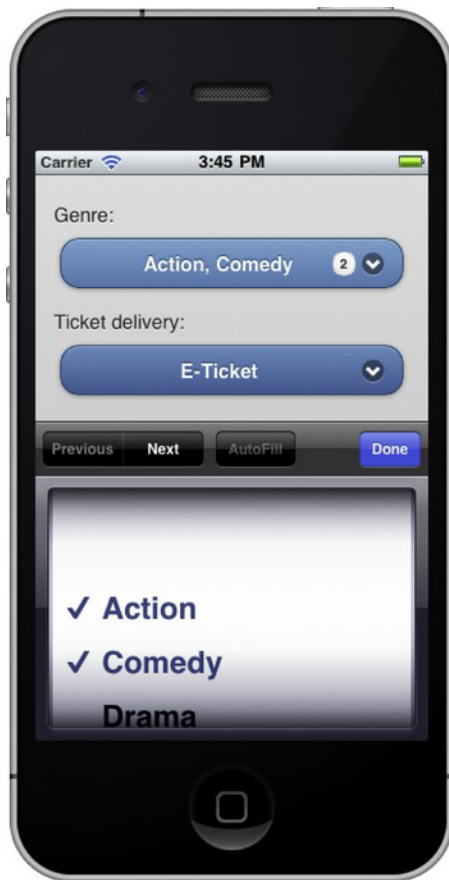 Carrier 3:45 PM
Genre:
Action, Comedy 2
Ticket delivery:
E-Ticket
Previous Next AutoFill Done
✓ Action
✓ Comedy
Drama